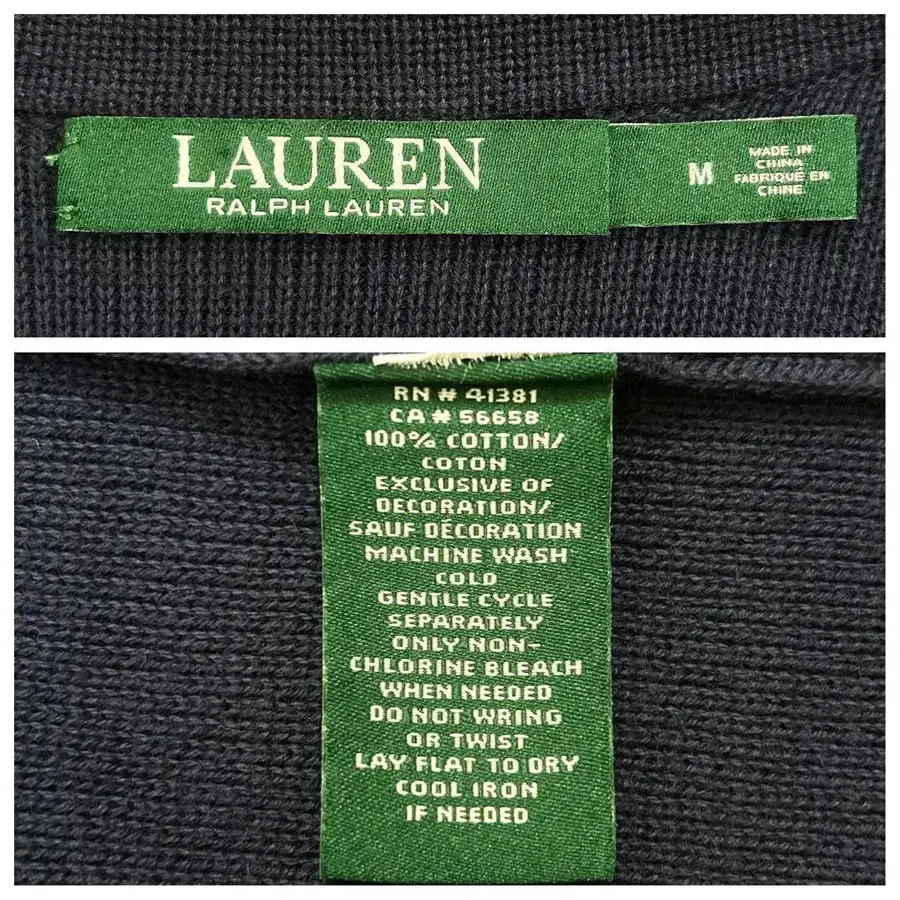 LAUREN
RALPH LAUREN
M
MADE IN
CHINA
FABRIQUÉ EN
CHINE
RN # 41381
CA # 56658
100% COTTON/
COTON
EXCLUSIVE OF
DECORATION/
SAUF DÉCORATION
MACHINE WASH
COLD
GENTLE CYCLE
SEPARATELY
ONLY NON-
CHLORINE BLEACH
WHEN NEEDED
DO NOT WRING
OR TWIST
LAY FLAT TO DRY
COOL IRON
IF NEEDED